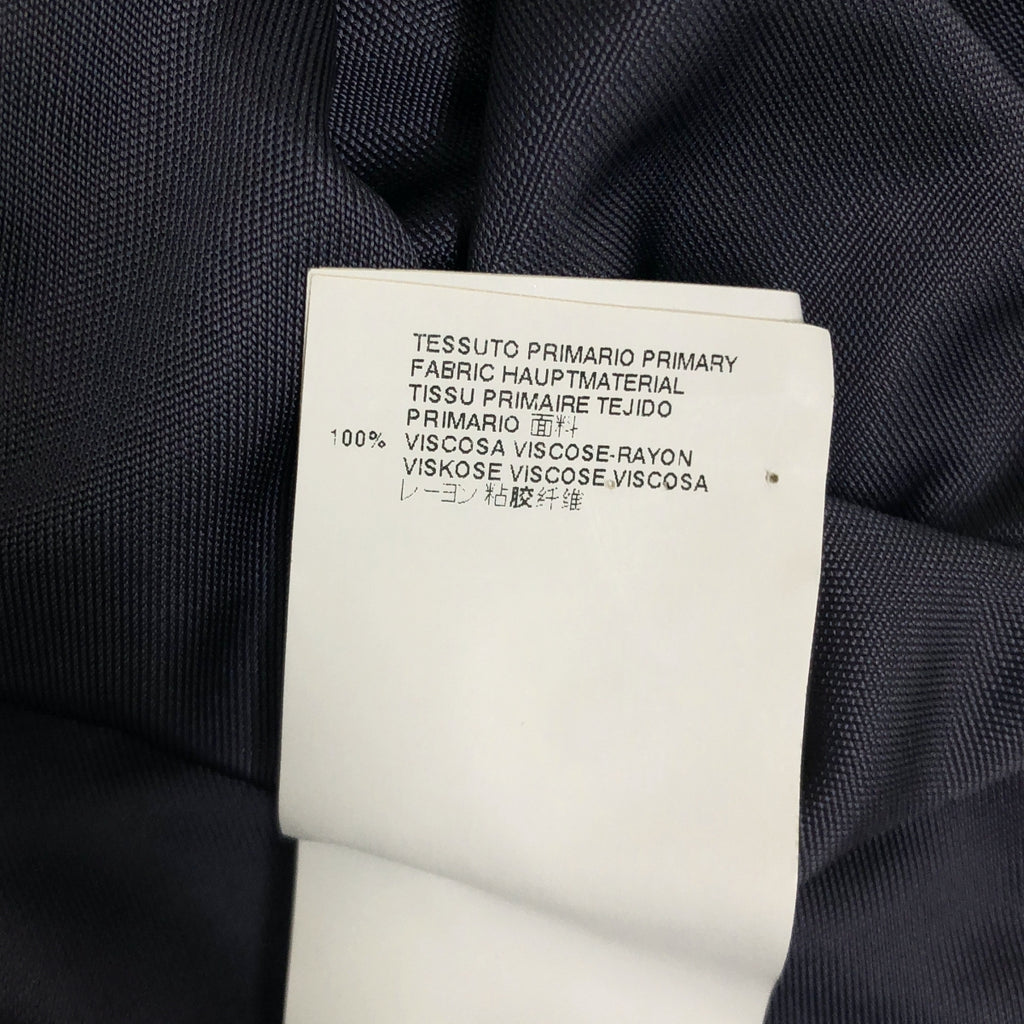 TESSUTO PRIMARIO PRIMARY
FABRIC HAUPTMATERIAL
TISSU PRIMAIRE TEJIDO
PRIMARIO 面料
100% VISCOSA VISCOSE-RAYON
VISKOSE VISCOSE VISCOSA
レーヨン 粘胶纤维